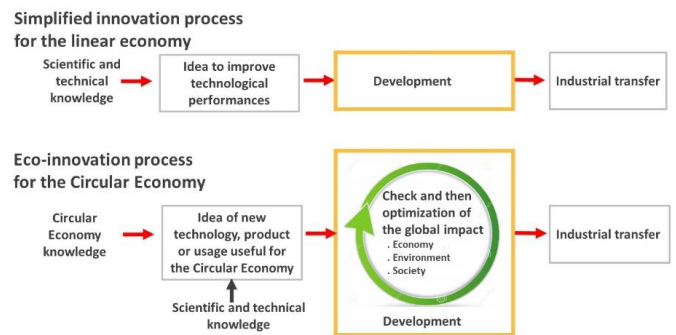 Simplified innovation process
for the linear economy
Scientific and
technical
knowledge
Idea to improve
technological
performances
Development
Industrial transfer
Eco-innovation process
for the Circular Economy
Circular
Economy
knowledge
Idea of new
technology, product
or usage useful for
the Circular Economy
Scientific and technical
knowledge
Check and then
optimization of
the global impact
. Economy
. Environment
. Society
Development
Industrial transfer